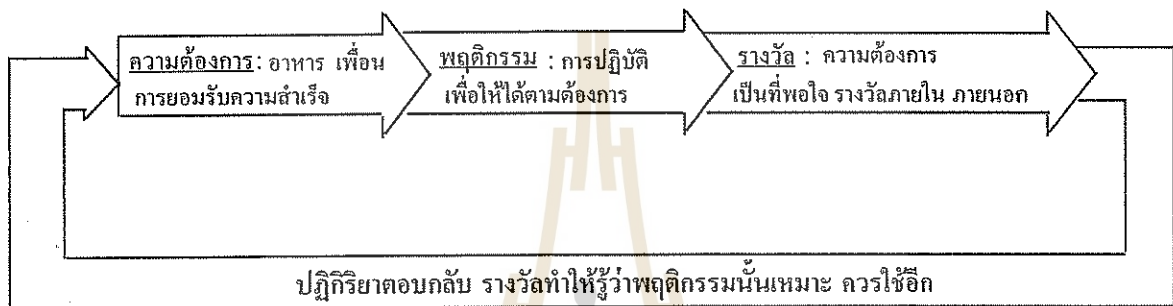 ความต้องการ: อาหาร เพื่อน
การยอมรับความสำเร็จ
พฤติกรรม : การปฏิบัติ
เพื่อให้ได้ตามต้องการ
รางวัล : ความต้องการ
เป็นที่พอใจ รางวัลภายใน ภายนอก
ปฏิกิริยาตอบกลับ รางวัลทำให้รู้ว่าพฤติกรรมนั้นเหมาะ ควรใช้อีก